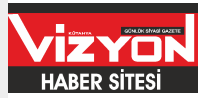 KÜTAHYA
GÜNLÜK SİYASİ GAZETE
VİZYON
HABER SİTESİ